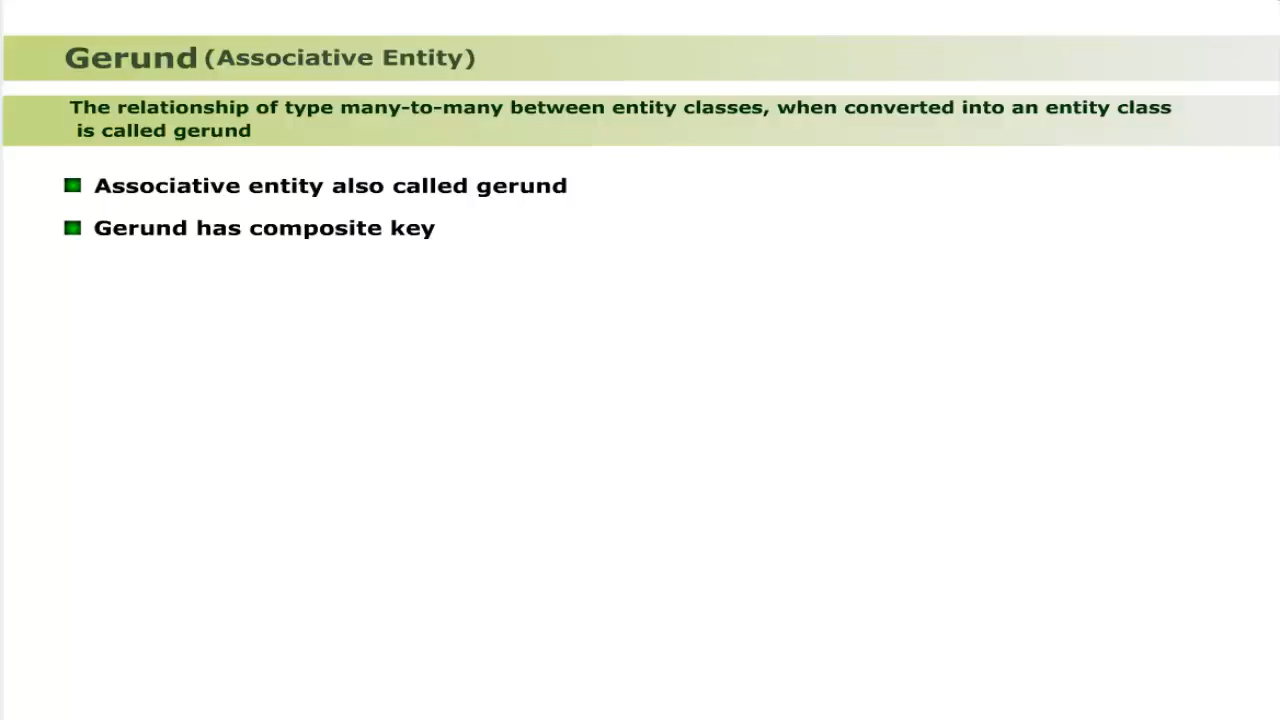 Gerund (Associative Entity)
The relationship of type many-to-many between entity classes, when converted into an entity class
is called gerund
Associative entity also called gerund
Gerund has composite key